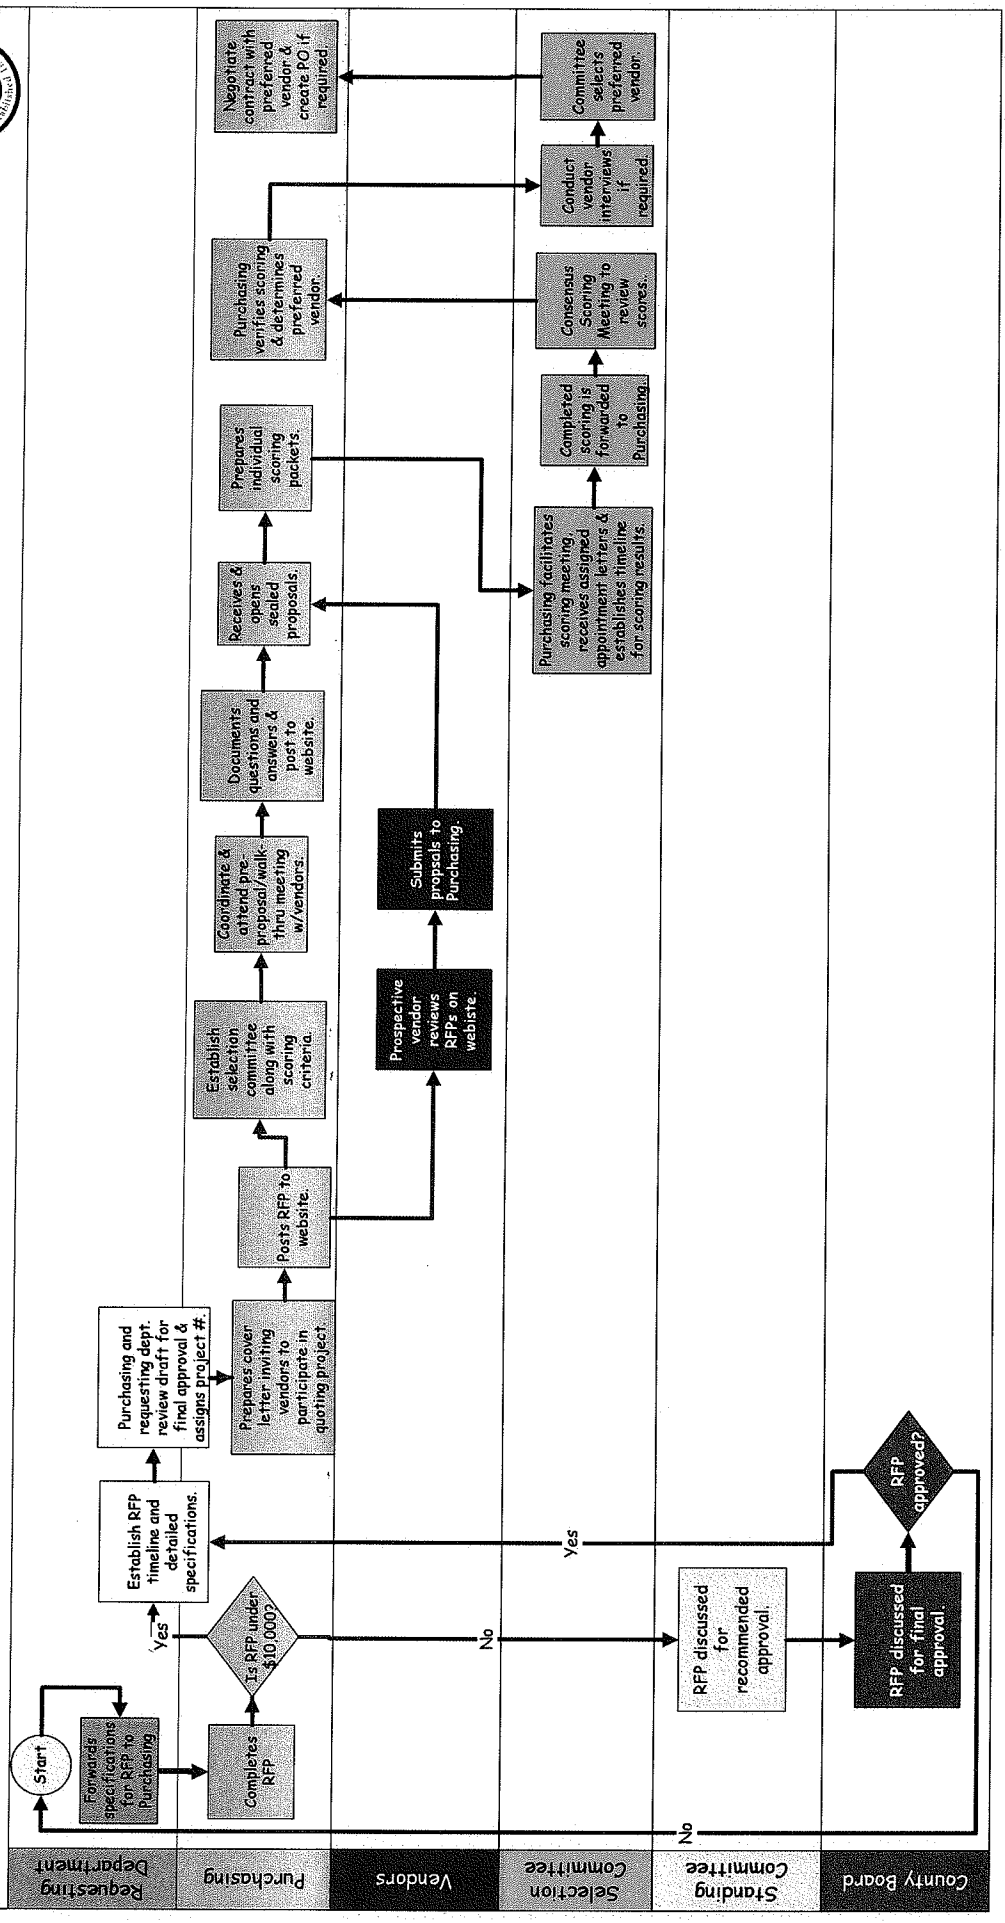 Requesting
Department
Purchasing
Vendors
Selection
Committee
Standing
Committee
County Board
Start
Forwards
specifications
for RFP to
Purchasing
Completes
RFP
Is RFP under
$10,000?
Yes
No
RFP discussed
for
recommended
approval.
RFP discussed
for final
approval.
RFP
approved?
Yes
No
Establish RFP
timeline and
detailed
specifications.
Purchasing and
requesting dept.
review draft for
final approval &
assigns project #.
Prepares cover
letter inviting
vendors to
participate in
quoting project.
Posts RFP to
website.
Establish
selection
committee
along with
scoring
criteria.
Prospective
vendor
reviews
RFPs on
webiste.
Submits
propsals to
Purchasing.
Coordinate &
attend pre-
proposal/walk-
thru meeting
w/vendors.
Documents
questions and
answers &
post to
website.
Receives &
opens
sealed
proposals.
Prepares
individual
scoring
packets.
Purchasing facilitates
scoring meeting,
receives assigned
appointment letters &
establishes timeline
for scoring results.
Completed
scoring is
forwarded
to
Purchasing.
Consensus
Scoring
Meeting to
review
scores..
Purchasing
verifies scoring
& determines
preferred
vendor.
Conduct
vendor
interviews
if
required.
Committee
selects
preferred
vendor.
Negotiate
contract with
preferred
vendor &
create PO if
required.